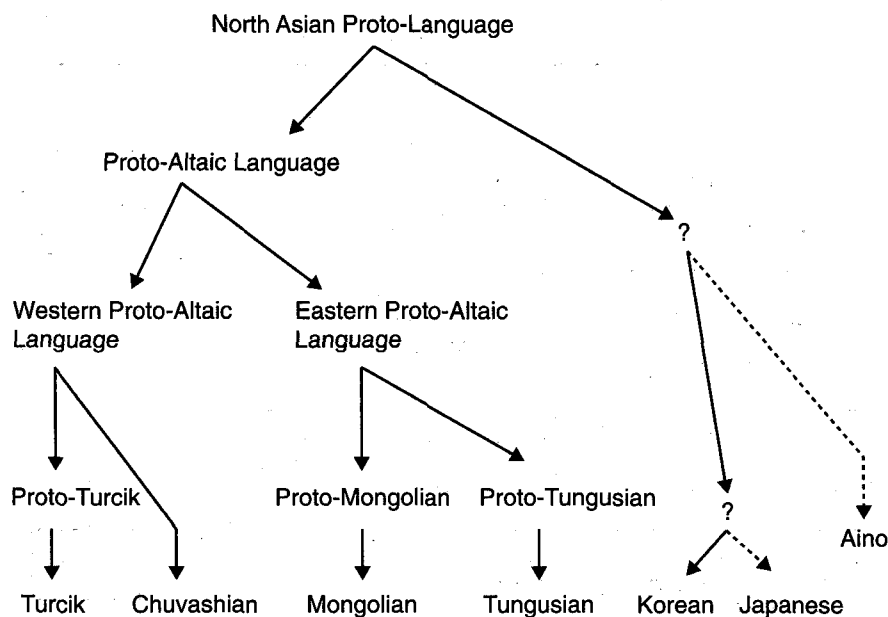 North Asian Proto-Language
Proto-Altaic Language
?
Western Proto-Altaic
Language
Eastern Proto-Altaic
Language
Proto-Turcik
Proto-Mongolian
Proto-Tungusian
?
Aino
Turcik
Chuvashian
Mongolian
Tungusian
Korean
Japanese